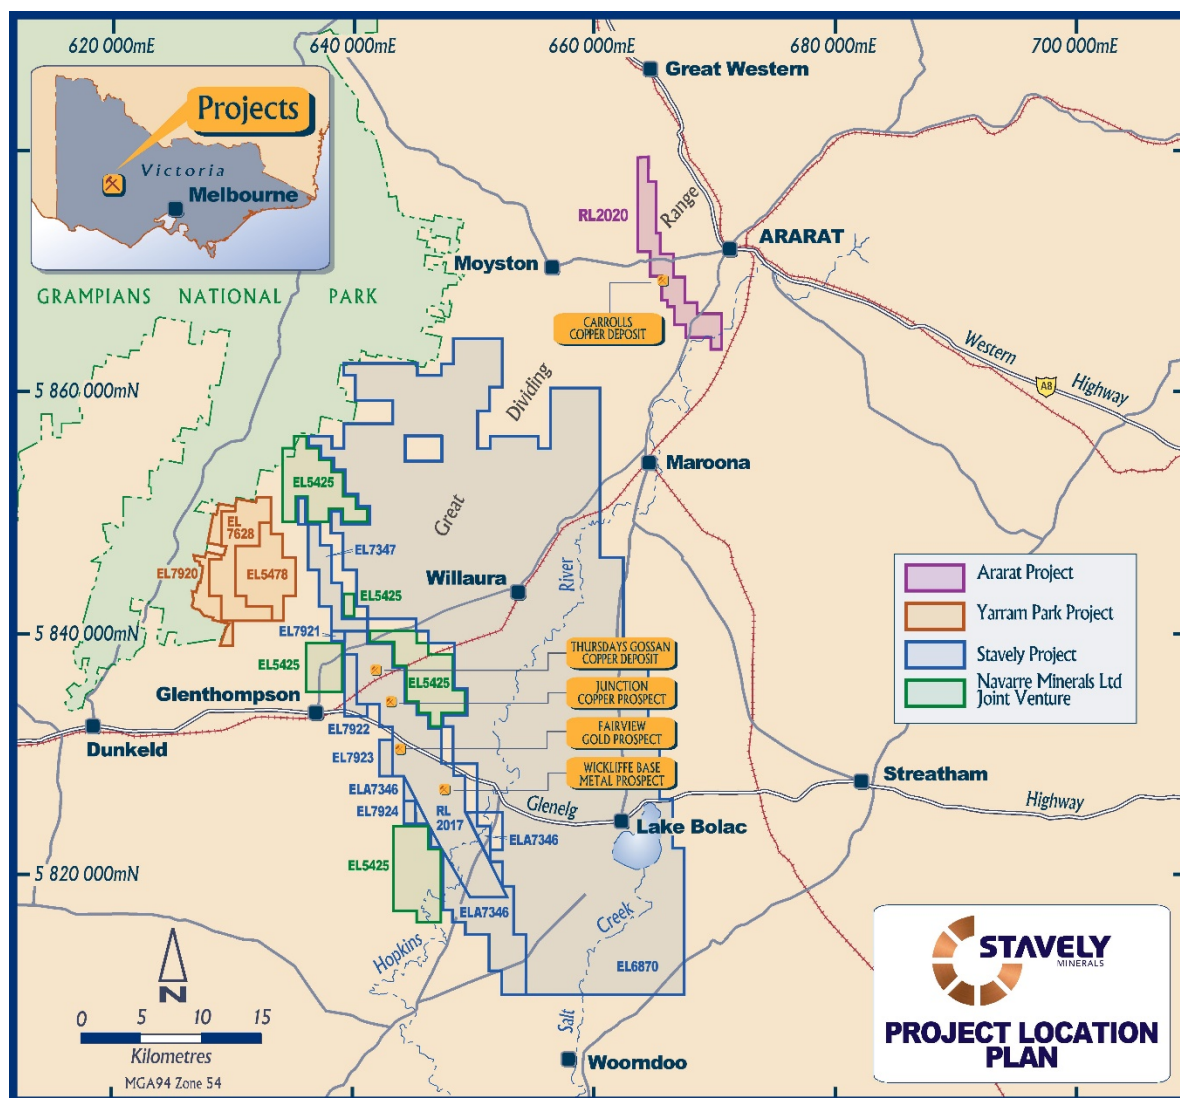 620 000mE
640 000mE
660 000mE
680 000mE
700 000mE
Great Western
Projects
Victoria
Melbourne
RL2020
Range
ARARAT
Moyston
GRAMPIANS NATIONAL PARK
CARROLLS
COPPER DEPOSIT
Western
Highway
A8
5 860 000mN
Dividing
Maroona
EL5425
Great
EL
7628
EL7347
EL7920
EL5478
Willaura
River
EL5425
Ararat Project
Yarram Park Project
Stavely Project
Navarre Minerals Ltd
Joint Venture
5 840 000mN
EL7921
THURSDAYS GOSSAN
COPPER DEPOSIT
EL5425
EL5425
JUNCTION
COPPER PROSPECT
Glenthompson
EL7922
FAIRVIEW
GOLD PROSPECT
Dunkeld
EL7923
WICKLIFFE BASE
METAL PROSPECT
Streatham
ELA7346
EL7924
RL
2017
Glenelg
Highway
Lake Bolac
ELA7346
EL5425
5 820 000mN
ELA7346
Creek
Hopkins
EL6870
N
Salt
0 5 10 15
Kilometres
MGA94 Zone 54
Woorndoo
STAVELY
MINERALS
PROJECT LOCATION
PLAN